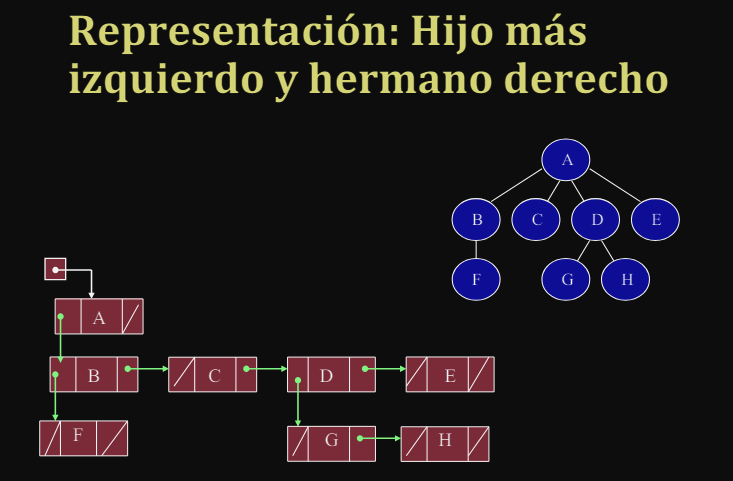 Representación: Hijo más
izquierdo y hermano derecho
A
B C D E
F G H
A
B C D E
F G H